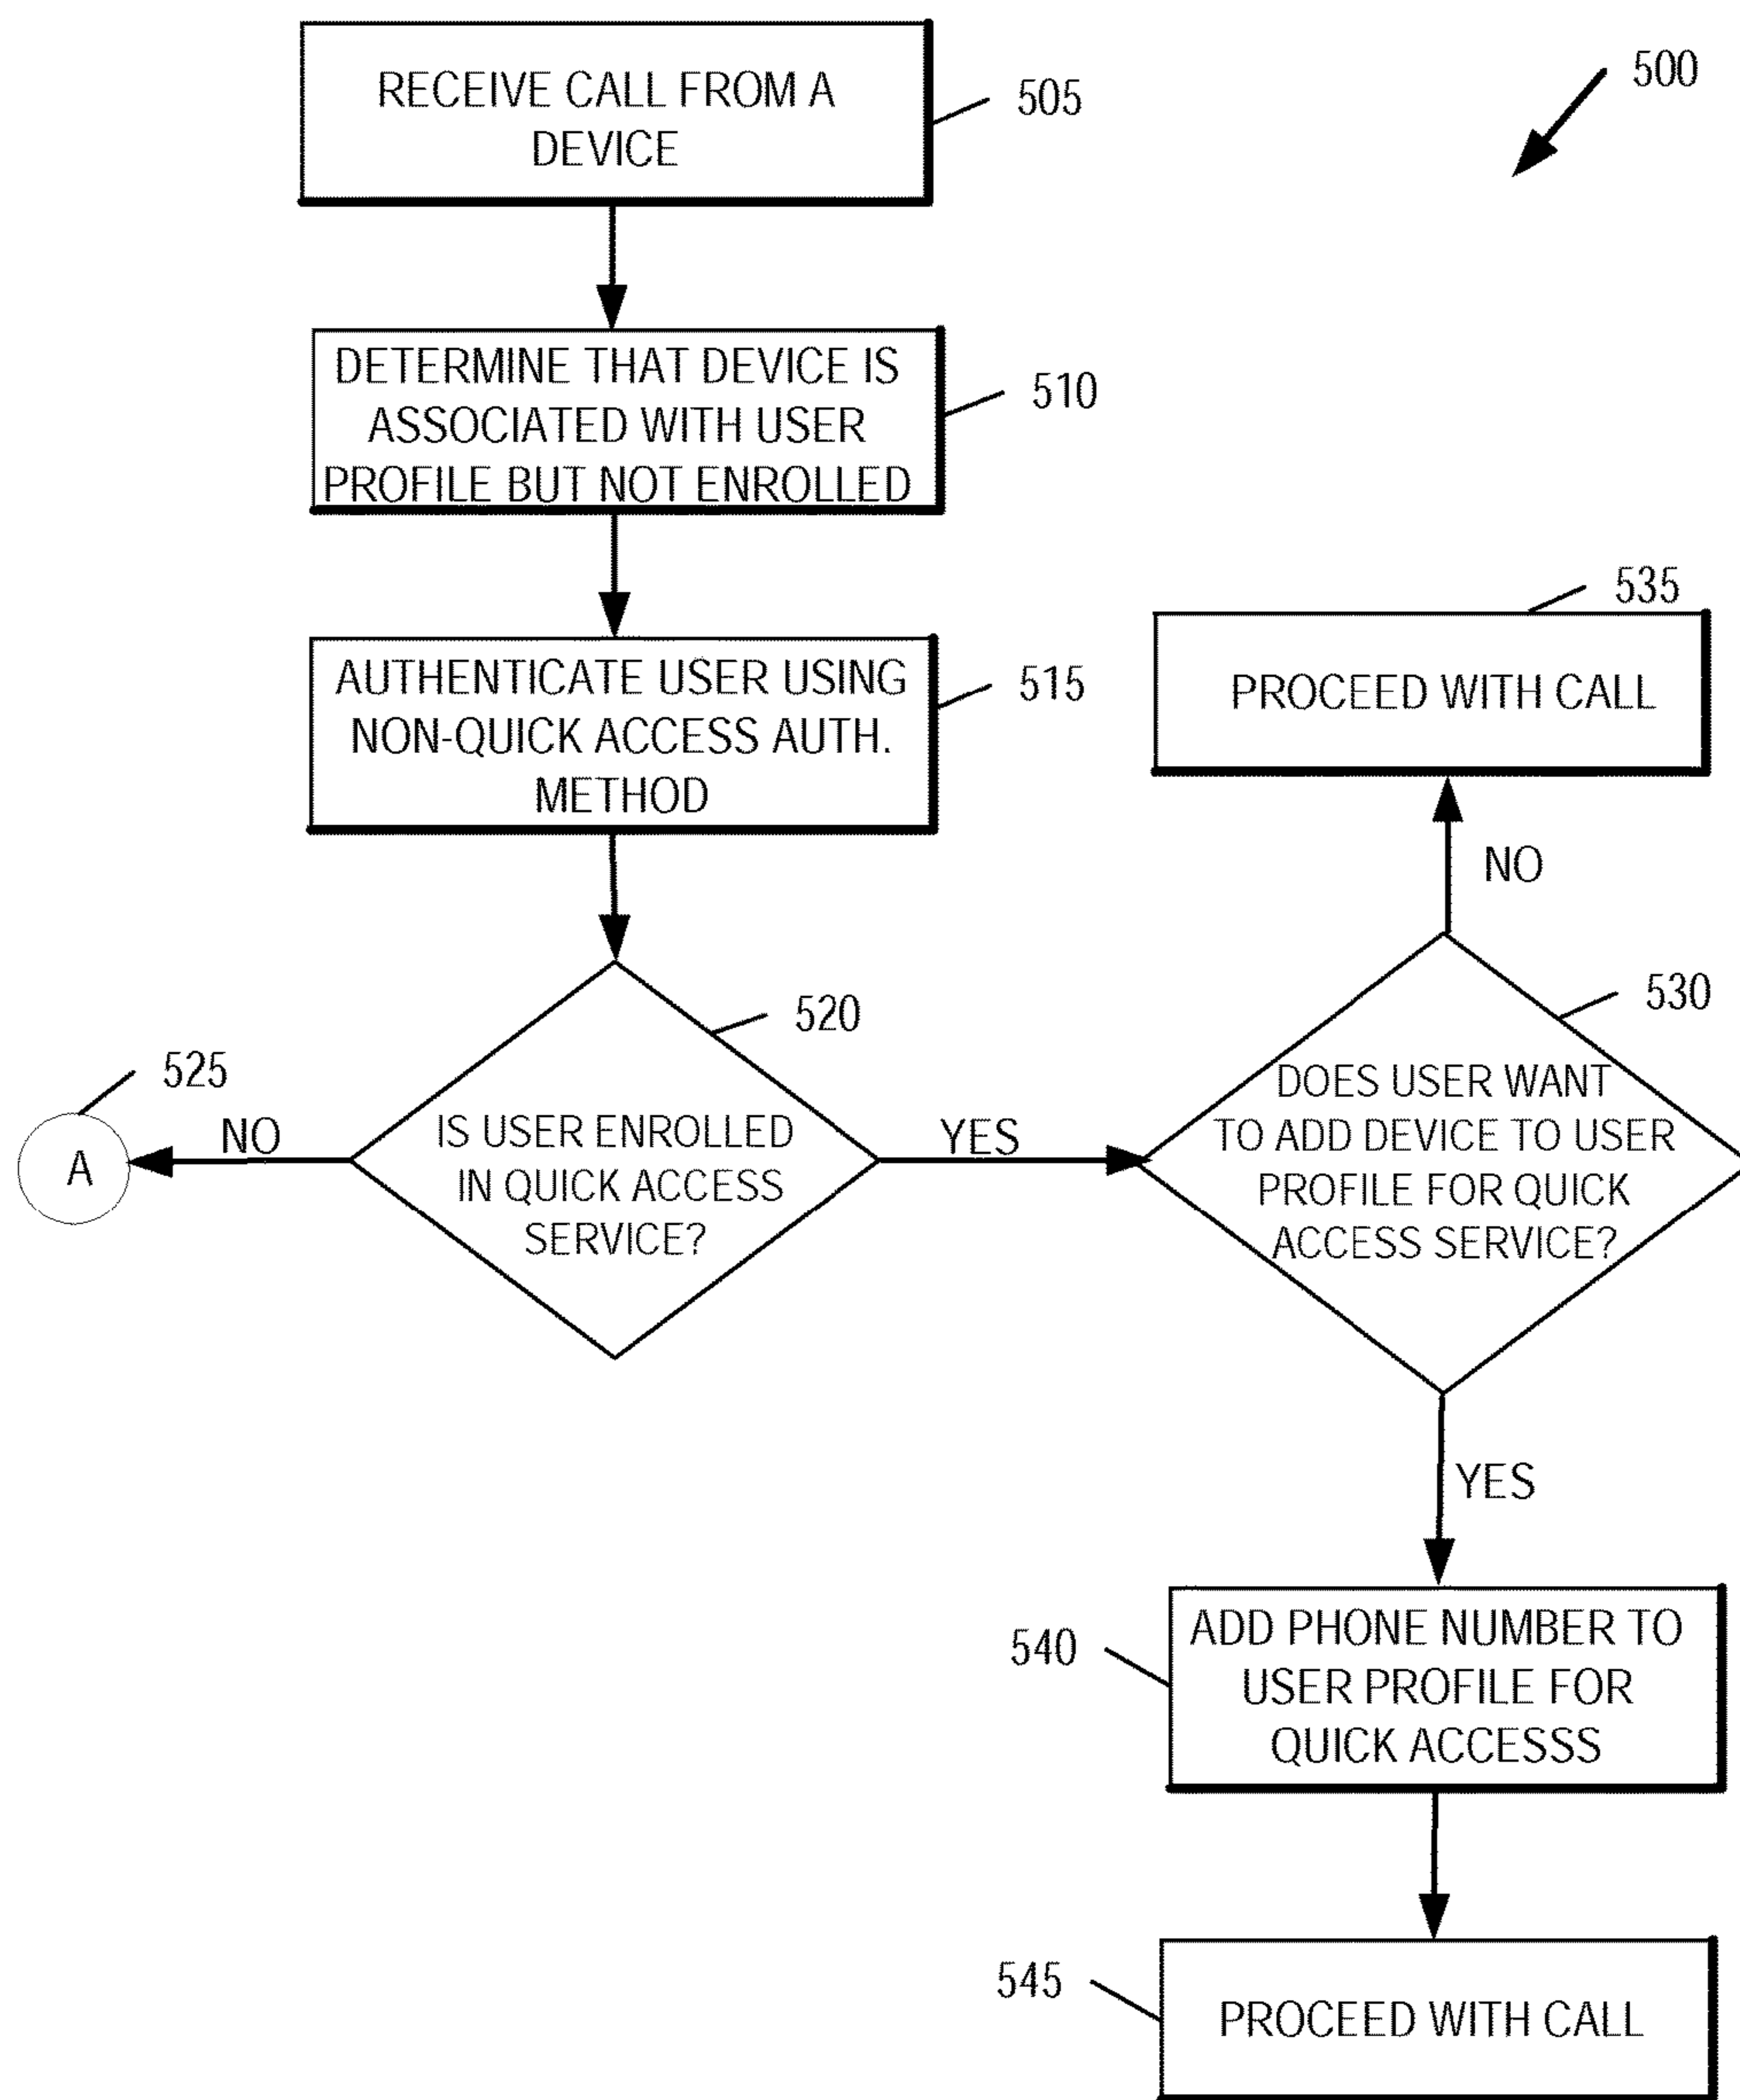 RECEIVE CALL FROM A
DEVICE
505
500
DETERMINE THAT DEVICE IS
ASSOCIATED WITH USER
PROFILE BUT NOT ENROLLED
510
AUTHENTICATE USER USING
NON-QUICK ACCESS AUTH.
METHOD
515
535
PROCEED WITH CALL
NO
520
IS USER ENROLLED
IN QUICK ACCESS
SERVICE?
525
A
NO
YES
530
DOES USER WANT
TO ADD DEVICE TO USER
PROFILE FOR QUICK
ACCESS SERVICE?
YES
540
ADD PHONE NUMBER TO
USER PROFILE FOR
QUICK ACCESSS
545
PROCEED WITH CALL